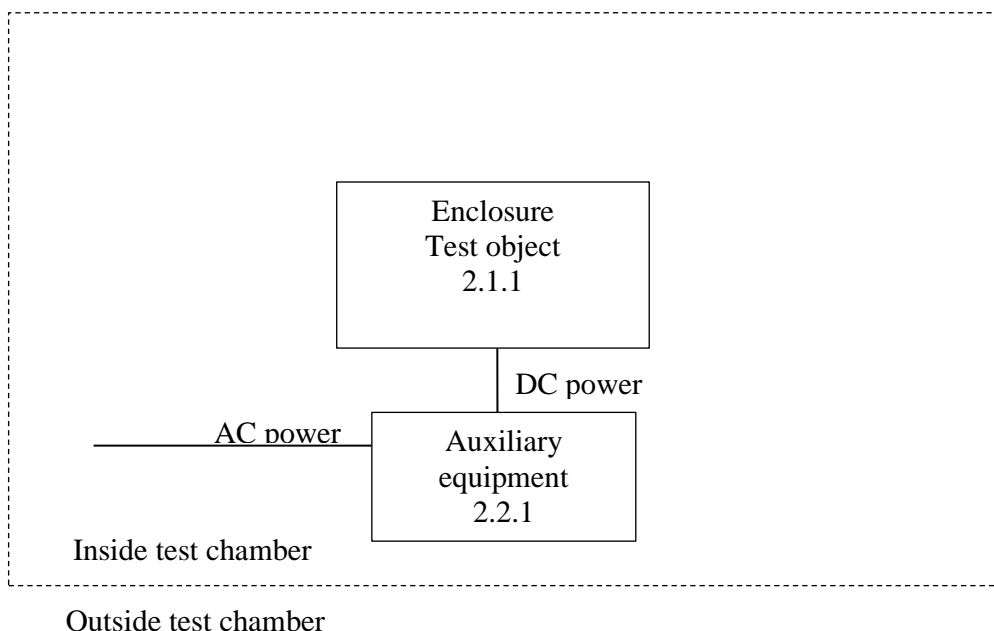 Enclosure
Test object
2.1.1
DC power
AC power
Auxiliary
equipment
2.2.1
Inside test chamber
Outside test chamber